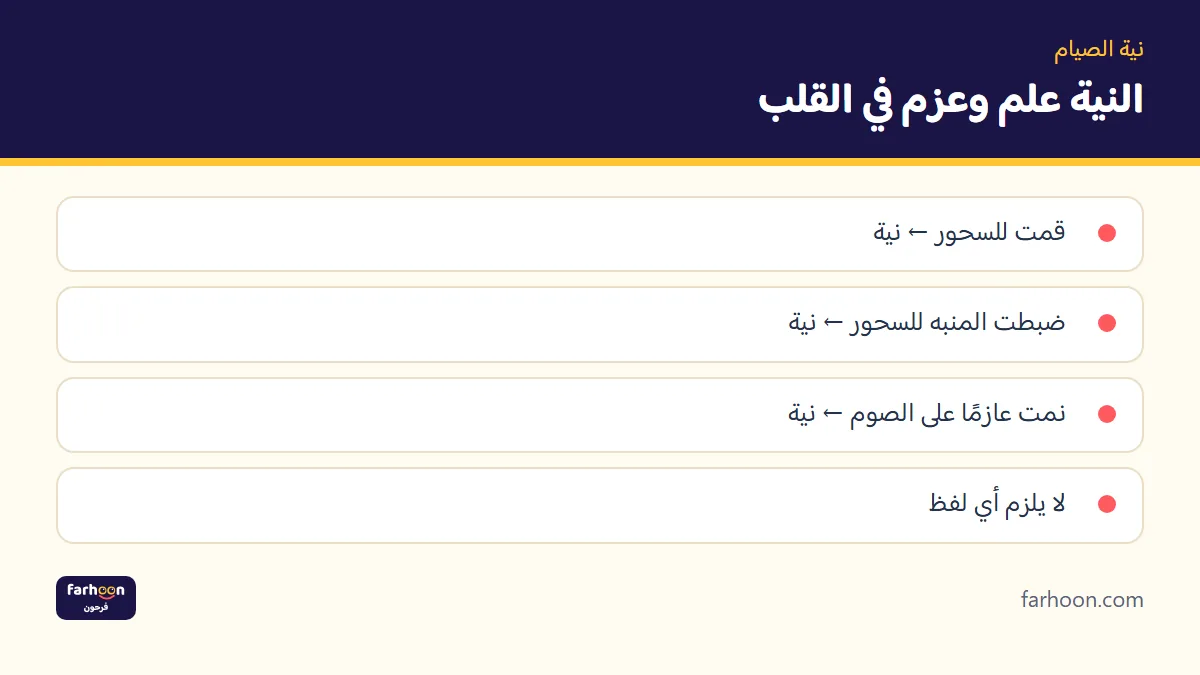 نية الصيام
النية علم وعزم في القلب
قمت للسحور ← نية
ضبطت المنبه للسحور ← نية
نمت عازمًا على الصوم ← نية
لا يلزم أي لفظ
farhoon
فرحون
farhoon.com